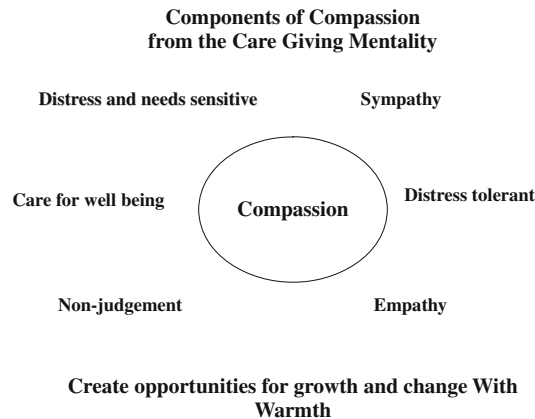 Components of Compassion
from the Care Giving Mentality
Distress and needs sensitive
Sympathy
Care for well being
Compassion
Distress tolerant
Non-judgement
Empathy
Create opportunities for growth and change With
Warmth